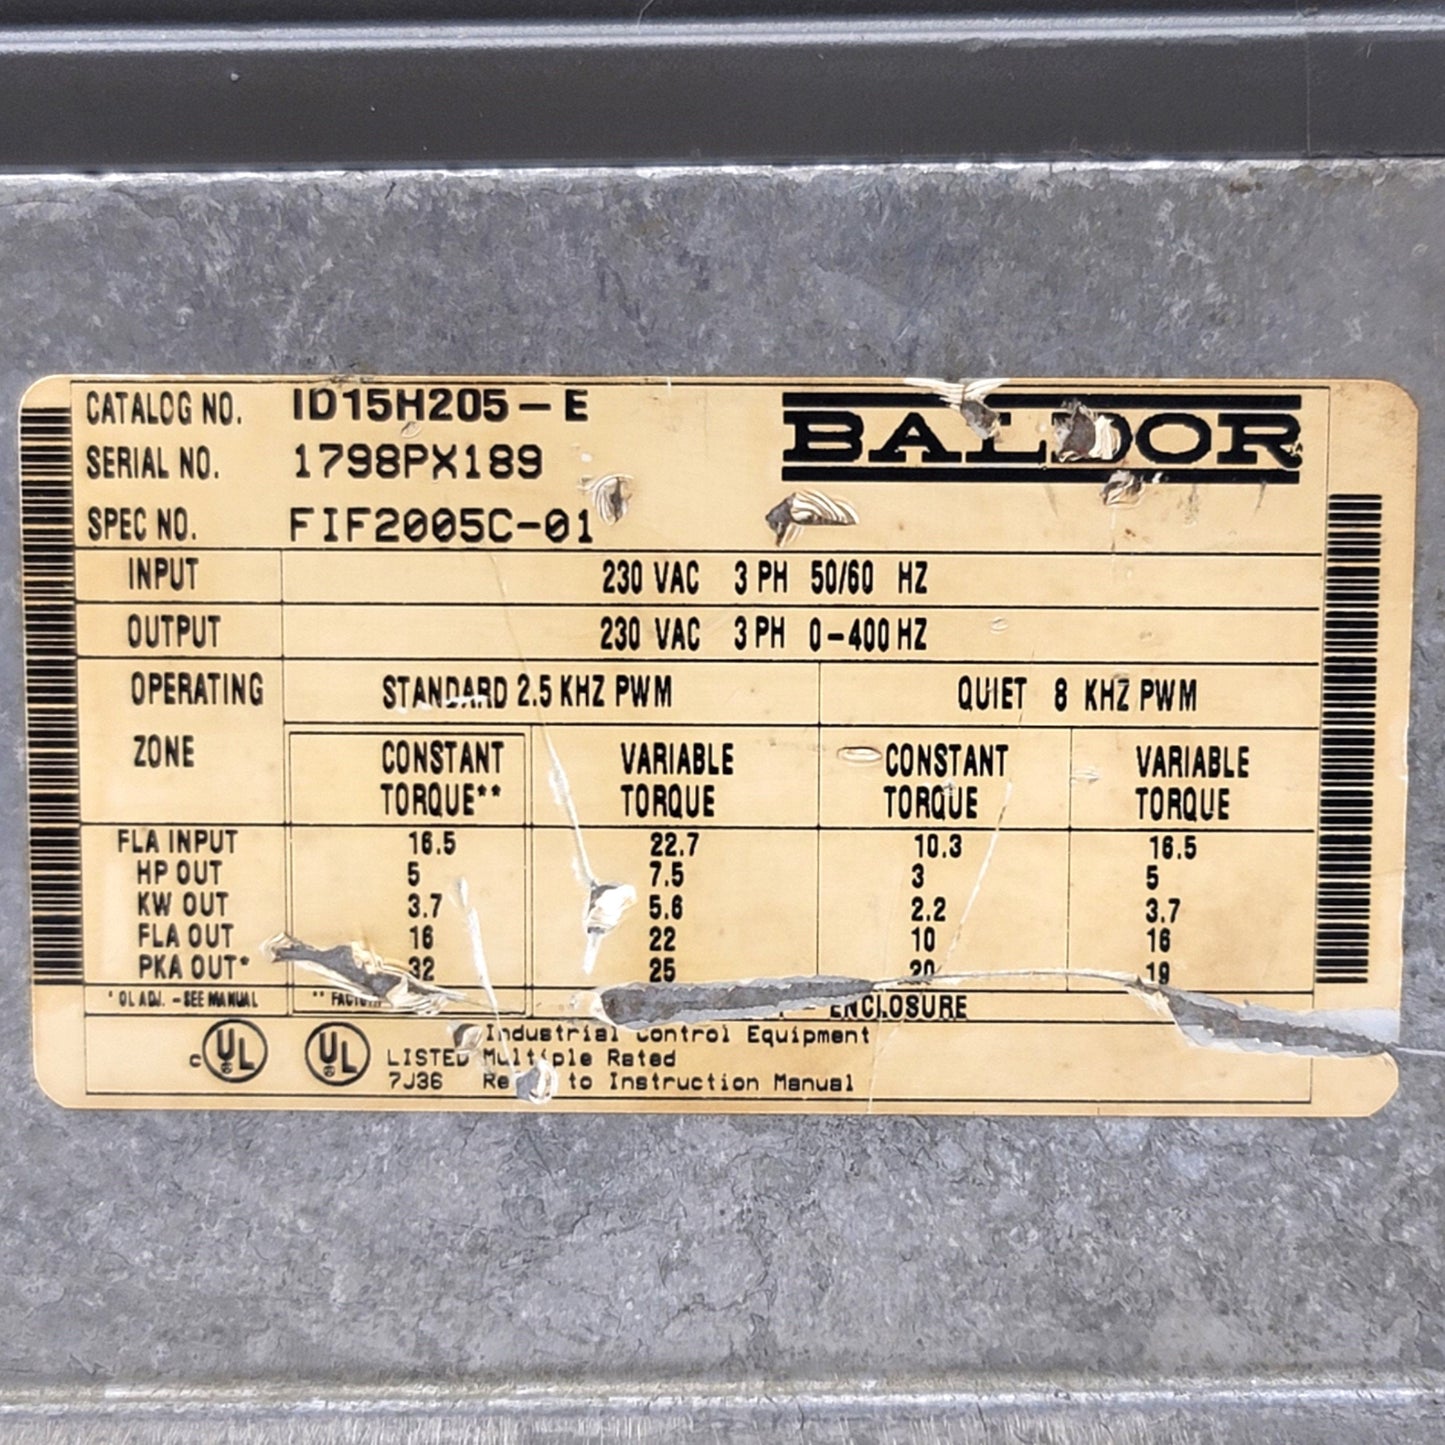 CATALOG NO. ID15H205-E
BALDOR
SERIAL NO. 1798PX189
SPEC NO. FIF2005C-01
INPUT 230 VAC 3 PH 50/60 HZ
OUTPUT 230 VAC 3 PH 0-400 HZ
OPERATING STANDARD 2.5 KHZ PWM QUIET 8 KHZ PWM
ZONE CONSTANT VARIABLE CONSTANT VARIABLE
TORQUE** TORQUE TORQUE TORQUE
FLA INPUT 16.5 22.7 10.3 16.5
HP OUT 5 7.5 3 5
KW OUT 3.7 5.6 2.2 3.7
FLA OUT 16 22 10 16
PKA OUT* 32 25 20 19
* OL ADJ. - SEE MANUAL ** - ENCLOSURE
Industrial Control Equipment
c UL UL LISTED Multiple Rated
7J36 to Instruction Manual